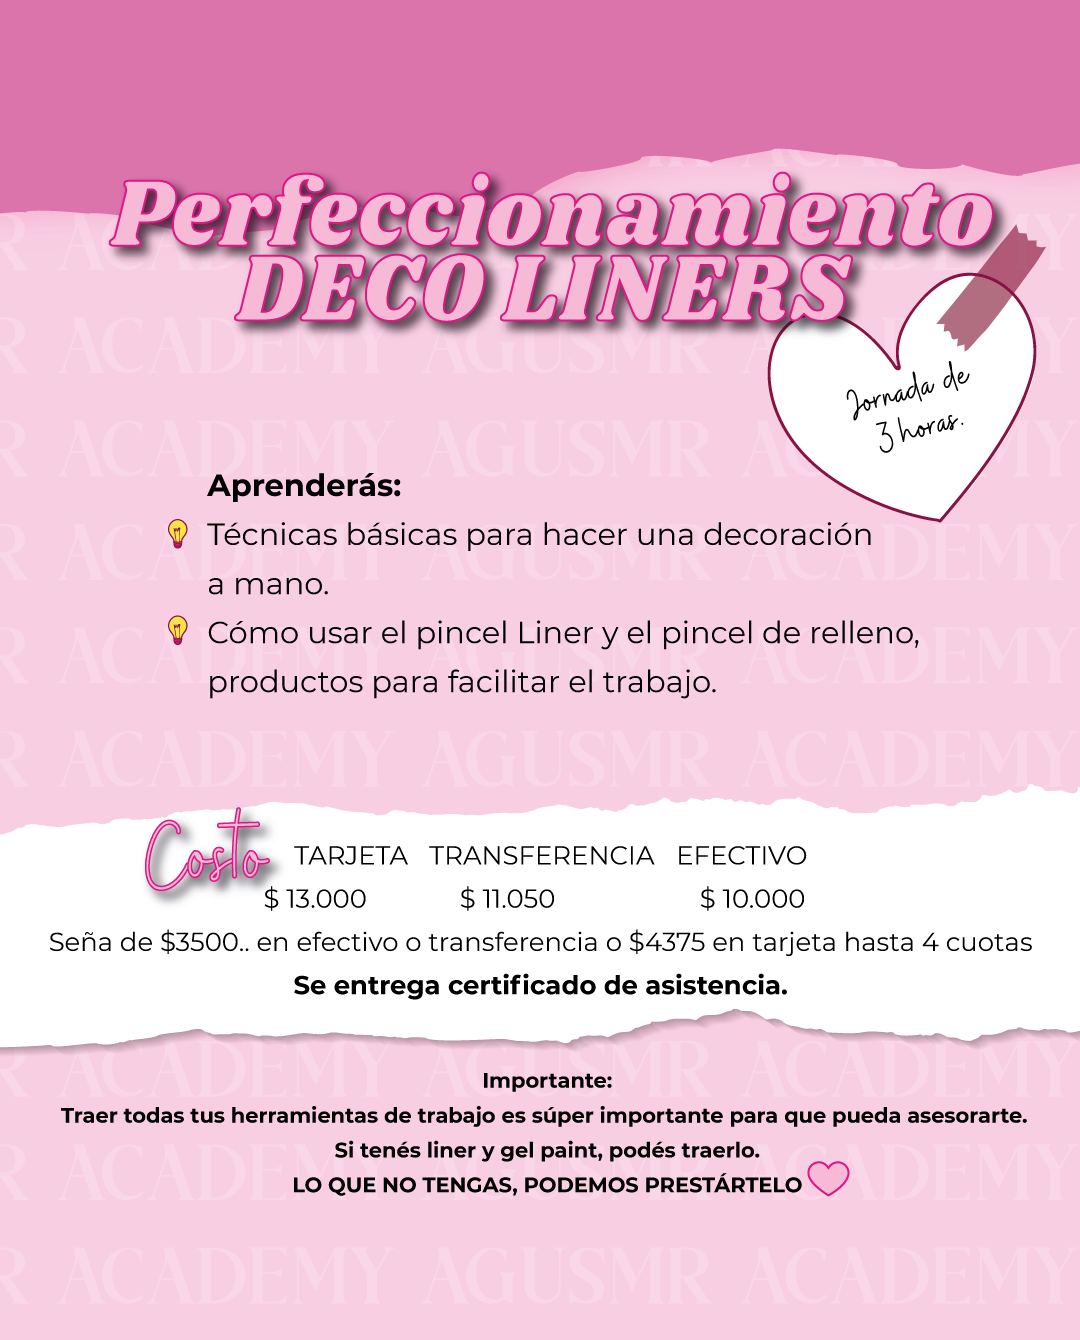 Perfeccionamiento
DECO LINERS
Jornada de
3 horas.
Aprenderás:
Técnicas básicas para hacer una decoración
a mano.
Cómo usar el pincel Liner y el pincel de relleno,
productos para facilitar el trabajo.
Costo
TARJETA TRANSFERENCIA EFECTIVO
$ 13.000 $ 11.050 $ 10.000
Seña de $3500.. en efectivo o transferencia o $4375 en tarjeta hasta 4 cuotas
Se entrega certificado de asistencia.
Importante:
Traer todas tus herramientas de trabajo es súper importante para que pueda asesorarte.
Si tenés liner y gel paint, podés traerlo.
LO QUE NO TENGAS, PODEMOS PRESTÁRTELO
AGUSMR ACADEMY